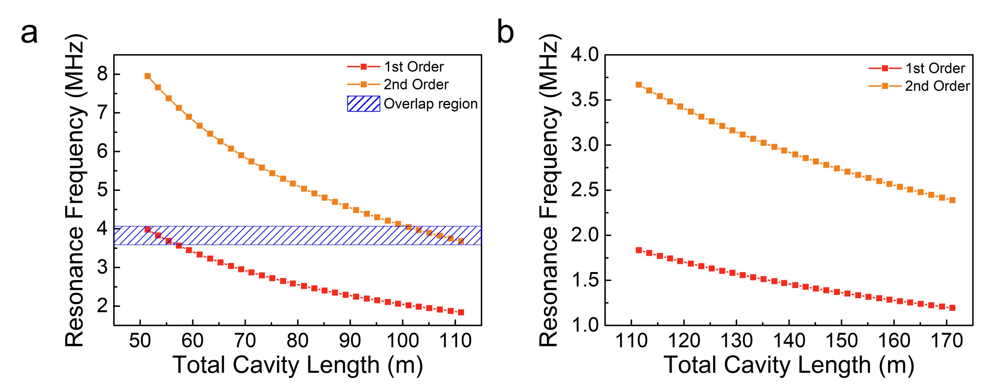 a
Resonance Frequency (MHz)
8
7
6
5
4
3
2
1st Order
2nd Order
Overlap region
50 60 70 80 90 100 110
Total Cavity Length (m)
b
Resonance Frequency (MHz)
4.0
3.5
3.0
2.5
2.0
1.5
1.0
1st Order
2nd Order
110 120 130 140 150 160 170
Total Cavity Length (m)